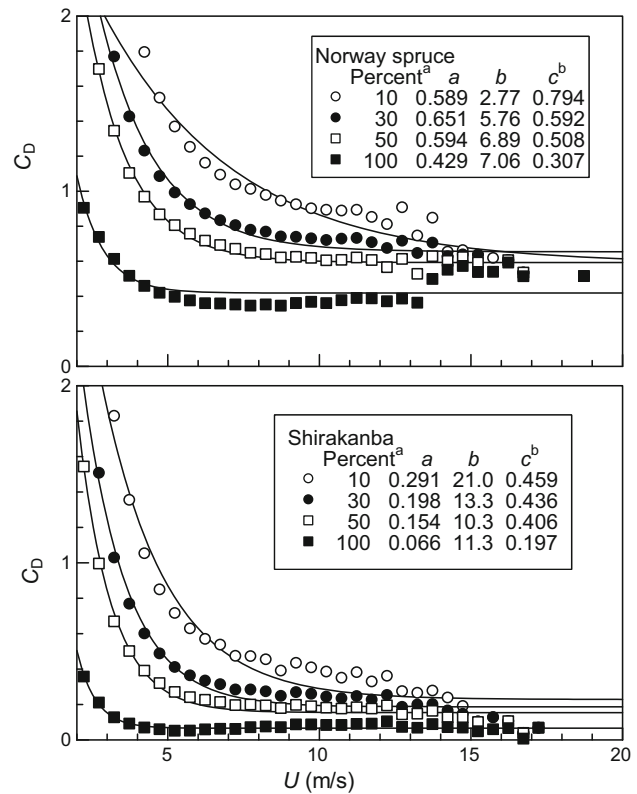 2
Norway spruce
Percent^a a b c^b
○ 10 0.589 2.77 0.794
● 30 0.651 5.76 0.592
□ 50 0.594 6.89 0.508
■ 100 0.429 7.06 0.307
C_D
1
0
2
Shirakanba
Percent^a a b c^b
○ 10 0.291 21.0 0.459
● 30 0.198 13.3 0.436
□ 50 0.154 10.3 0.406
■ 100 0.066 11.3 0.197
C_D
1
0
5 10 15 20
U (m/s)